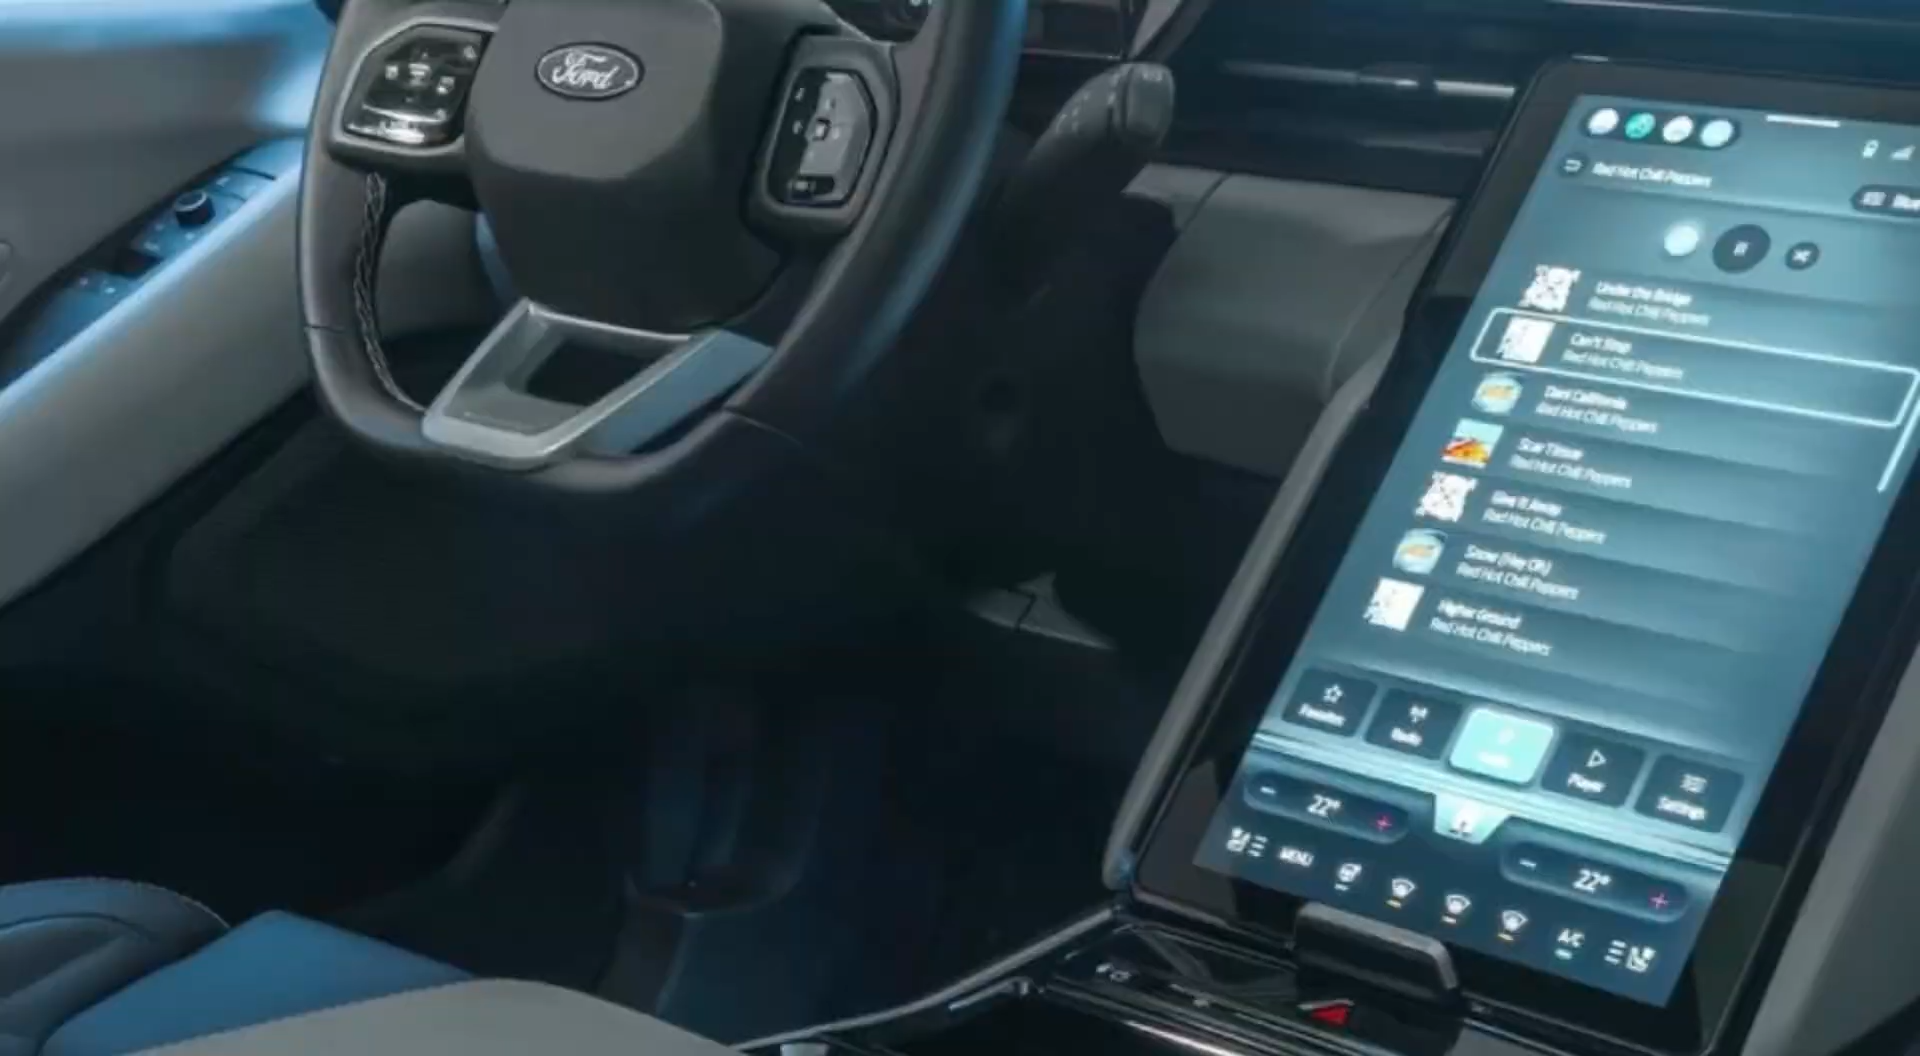 Ford
Red Hot Chili Peppers
Under the Bridge
Red Hot Chili Peppers
Can't Stop
Red Hot Chili Peppers
Dani California
Red Hot Chili Peppers
Scar Tissue
Red Hot Chili Peppers
Give It Away
Red Hot Chili Peppers
Snow (Hey Oh)
Red Hot Chili Peppers
Higher Ground
Red Hot Chili Peppers
Favorites
Radio
Player
Settings
22°
22°
MENU
A/C